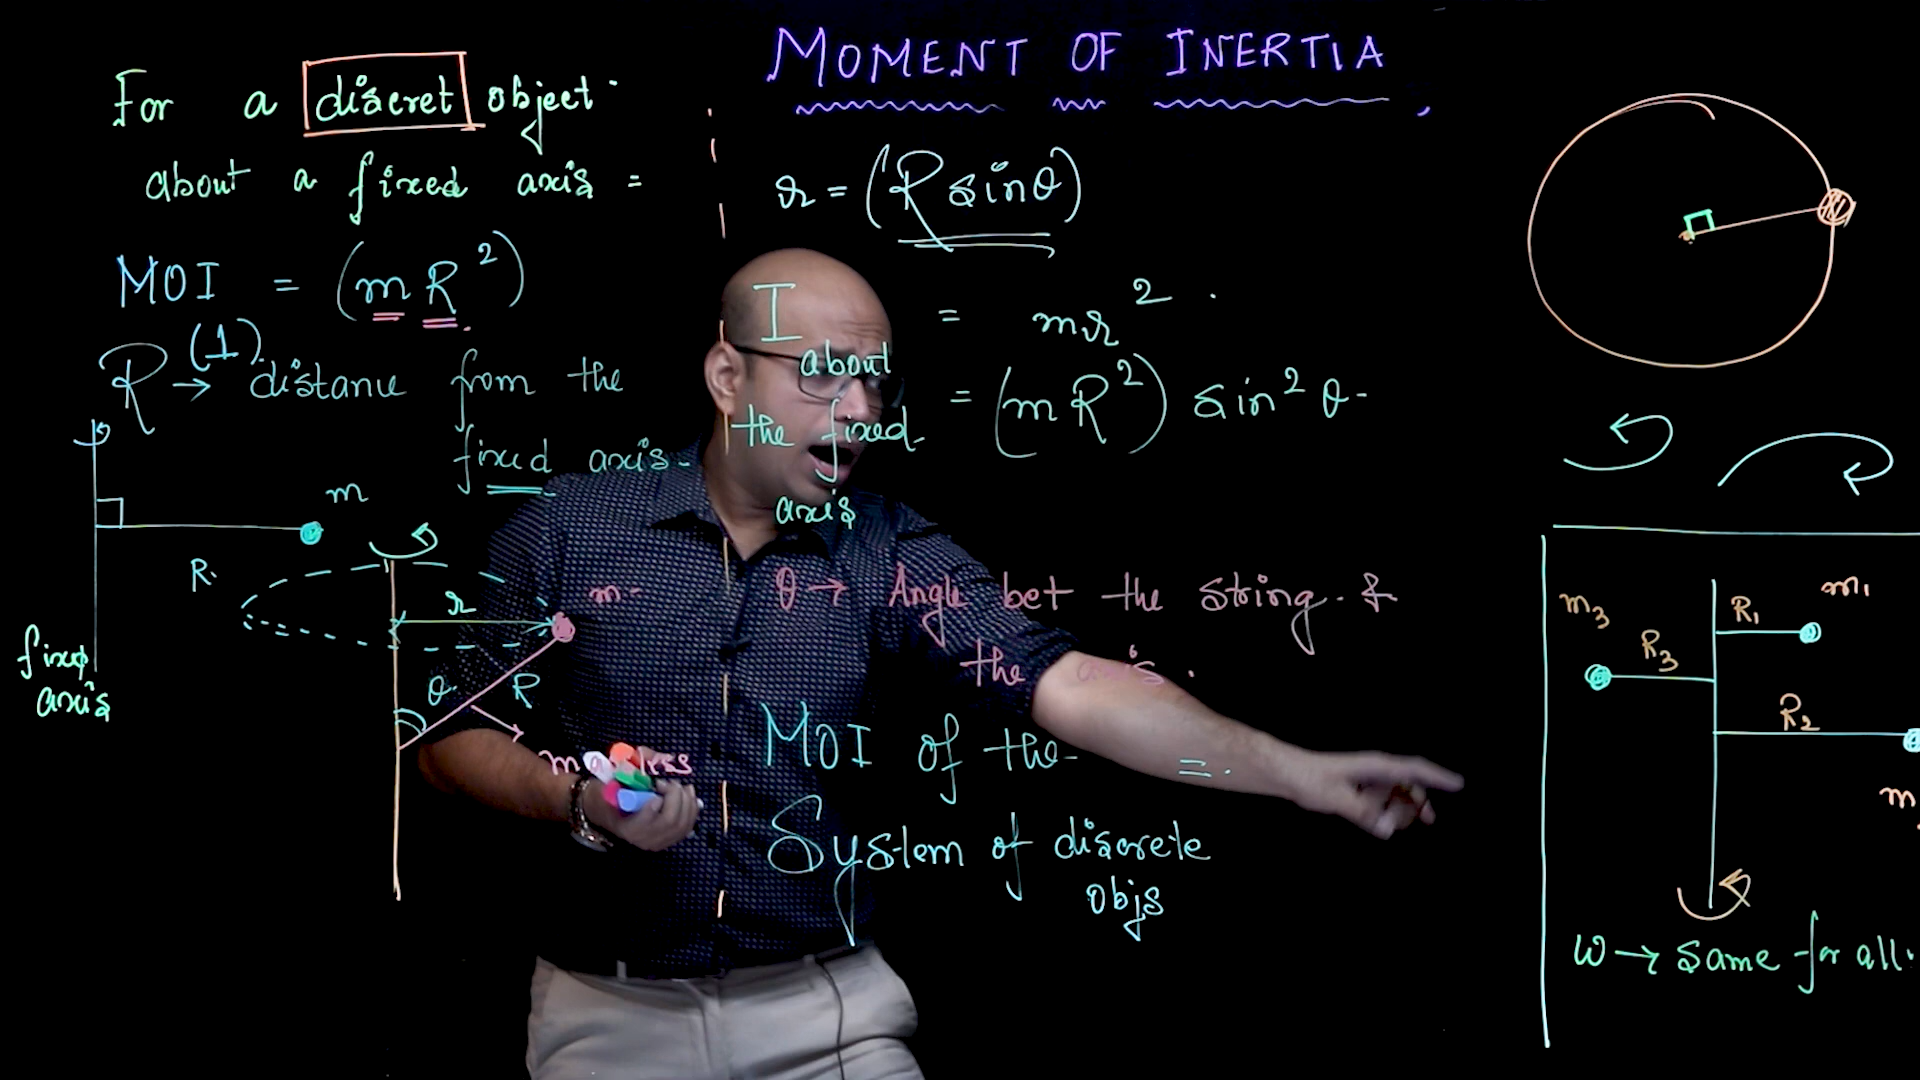 MOMENT OF INERTIA
For a discret object
about a fixed axis =
MOI = (mR²)
(1)
R → distance from the
fixed axis.
m
R.
fixed
axis
r
m
θ
R
massless
r = (R sinθ)
I about the fixed axis = mr².
= (mR²) sin²θ
θ → Angle bet the string &
the axis.
MOI of the =
System of discrete
objs
m3
R3
R1
m1
R2
m
ω → same for all.